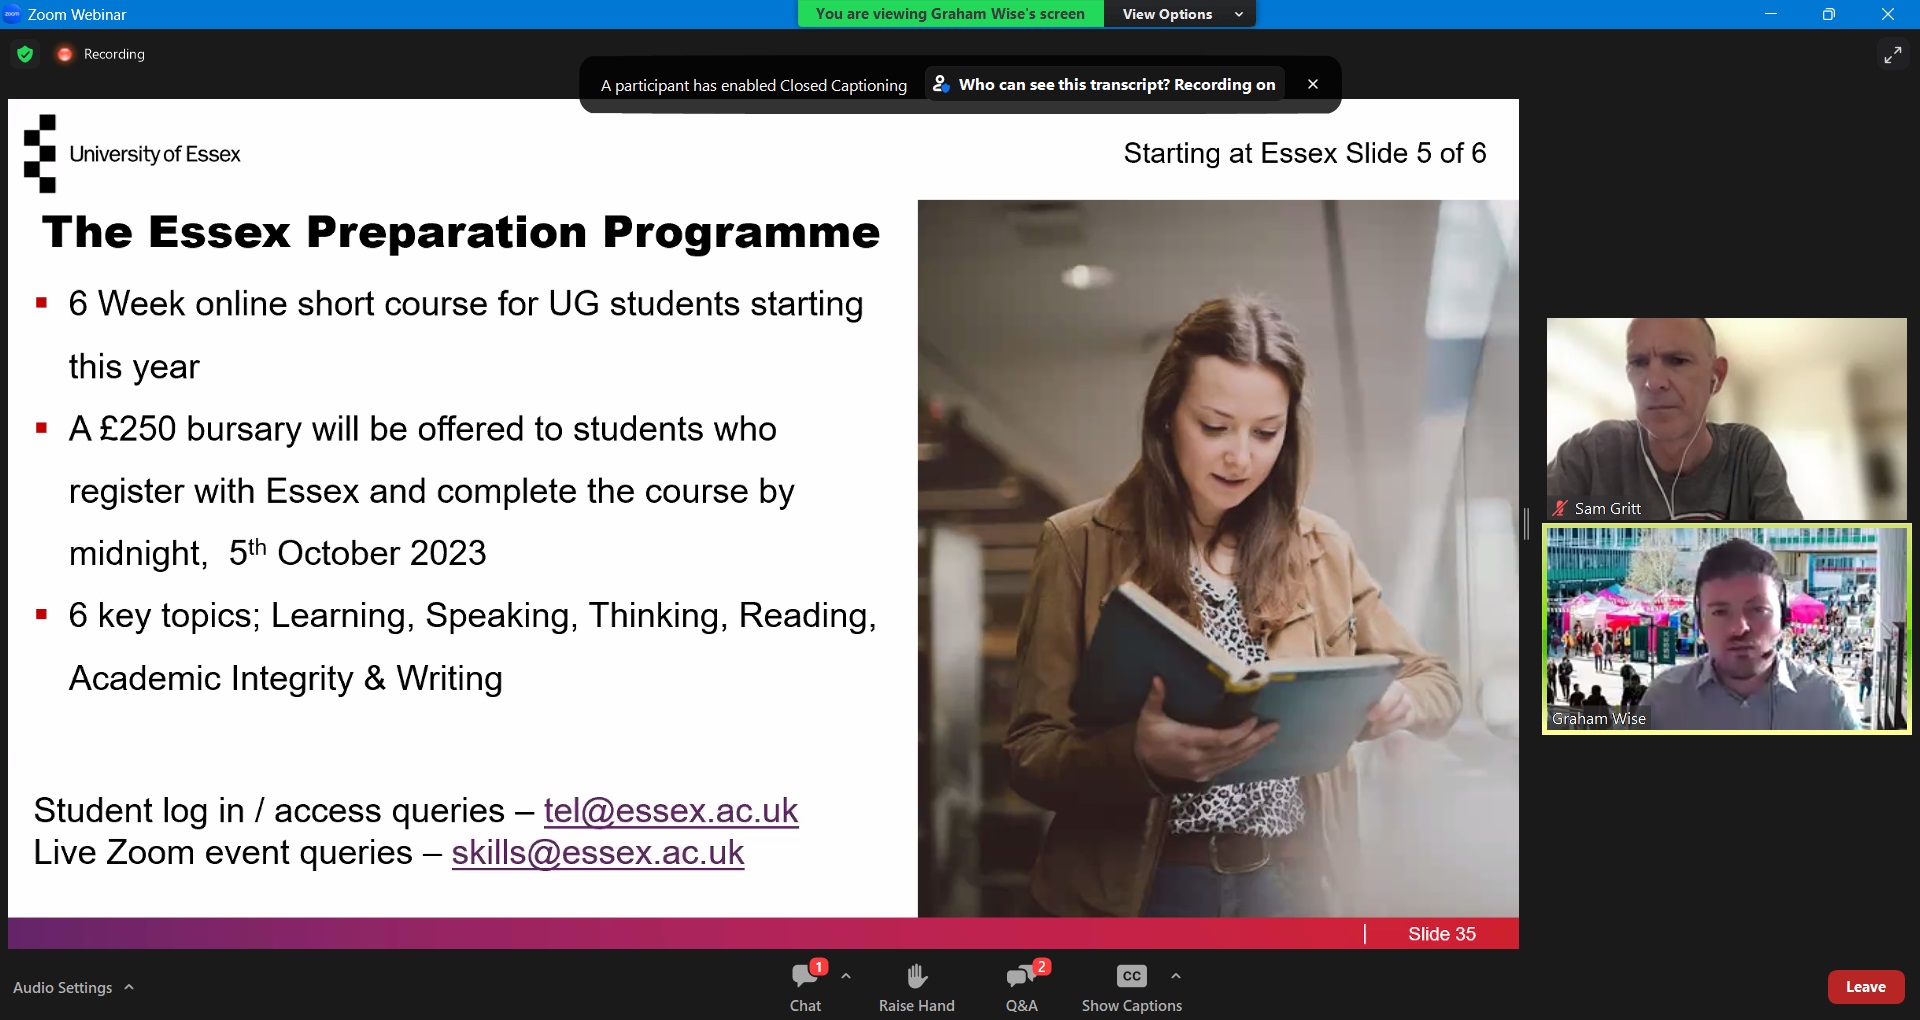 zoom Zoom Webinar
You are viewing Graham Wise's screen
View Options
Recording
A participant has enabled Closed Captioning
Who can see this transcript? Recording on
University of Essex
Starting at Essex Slide 5 of 6
The Essex Preparation Programme
▪ 6 Week online short course for UG students starting
this year
▪ A £250 bursary will be offered to students who
register with Essex and complete the course by
midnight,  5th October 2023
▪ 6 key topics; Learning, Speaking, Thinking, Reading,
Academic Integrity & Writing
Student log in / access queries – tel@essex.ac.uk
Live Zoom event queries – skills@essex.ac.uk
| Slide 35
Sam Gritt
ESSEX
Graham Wise
Audio Settings
1
Chat
Raise Hand
2
Q&A
CC
Show Captions
Leave